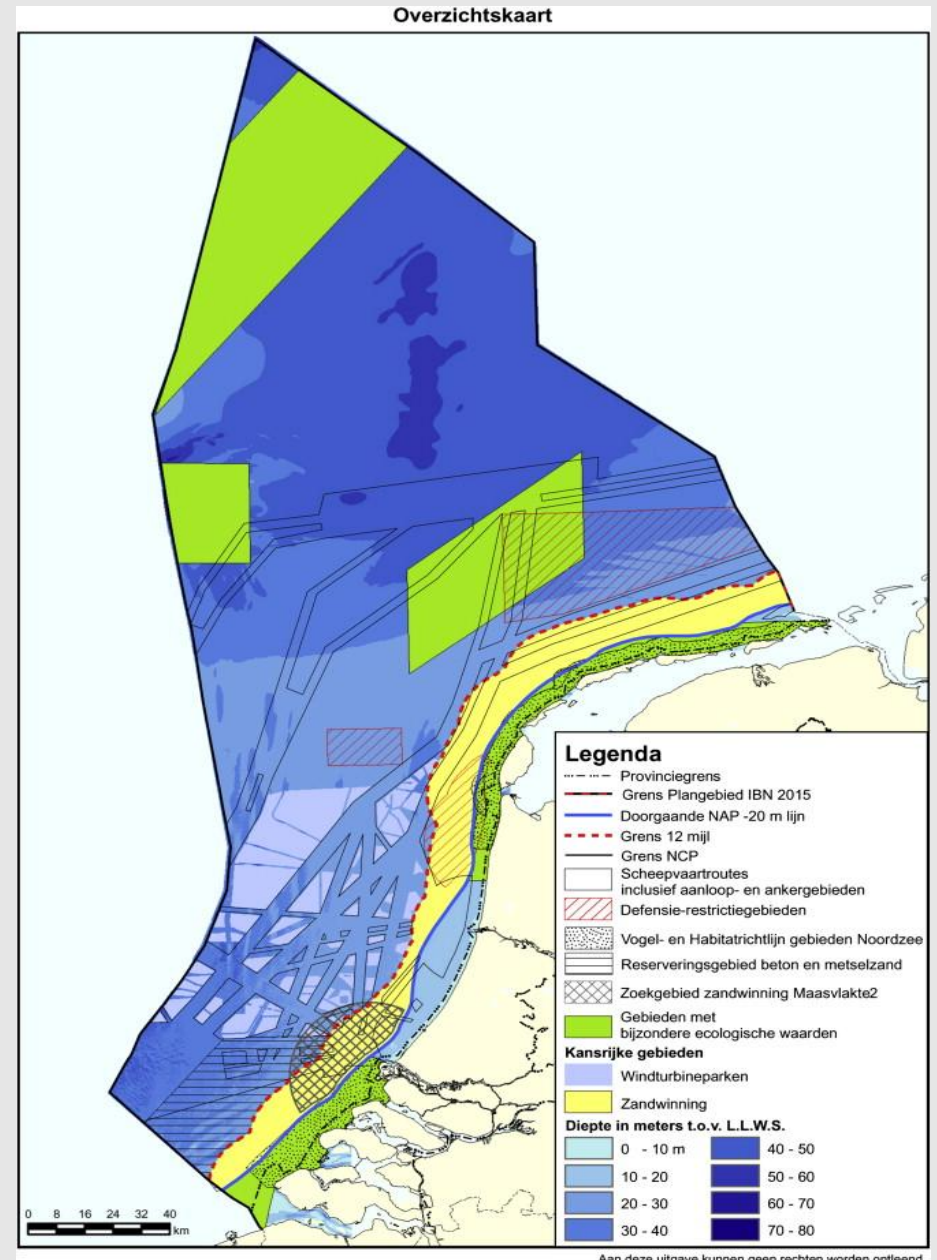 Overzichtskaart
Legenda
Provinciegrens
Grens Plangebied IBN 2015
Doorgaande NAP -20 m lijn
Grens 12 mijl
Grens NCP
Scheepvaartroutes
inclusief aanloop- en ankergebieden
Defensie-restrictiegebieden
Vogel- en Habitatrichtlijn gebieden Noordzee
Reserveringsgebied beton en metselzand
Zoekgebied zandwinning Maasvlakte2
Gebieden met
bijzondere ecologische waarden
Kansrijke gebieden
Windturbineparken
Zandwinning
Diepte in meters t.o.v. L.L.W.S.
0 - 10 m 40 - 50
10 - 20 50 - 60
20 - 30 60 - 70
30 - 40 70 - 80
0 8 16 24 32 40
km
Aan deze uitgave kunnen geen rechten worden ontleend